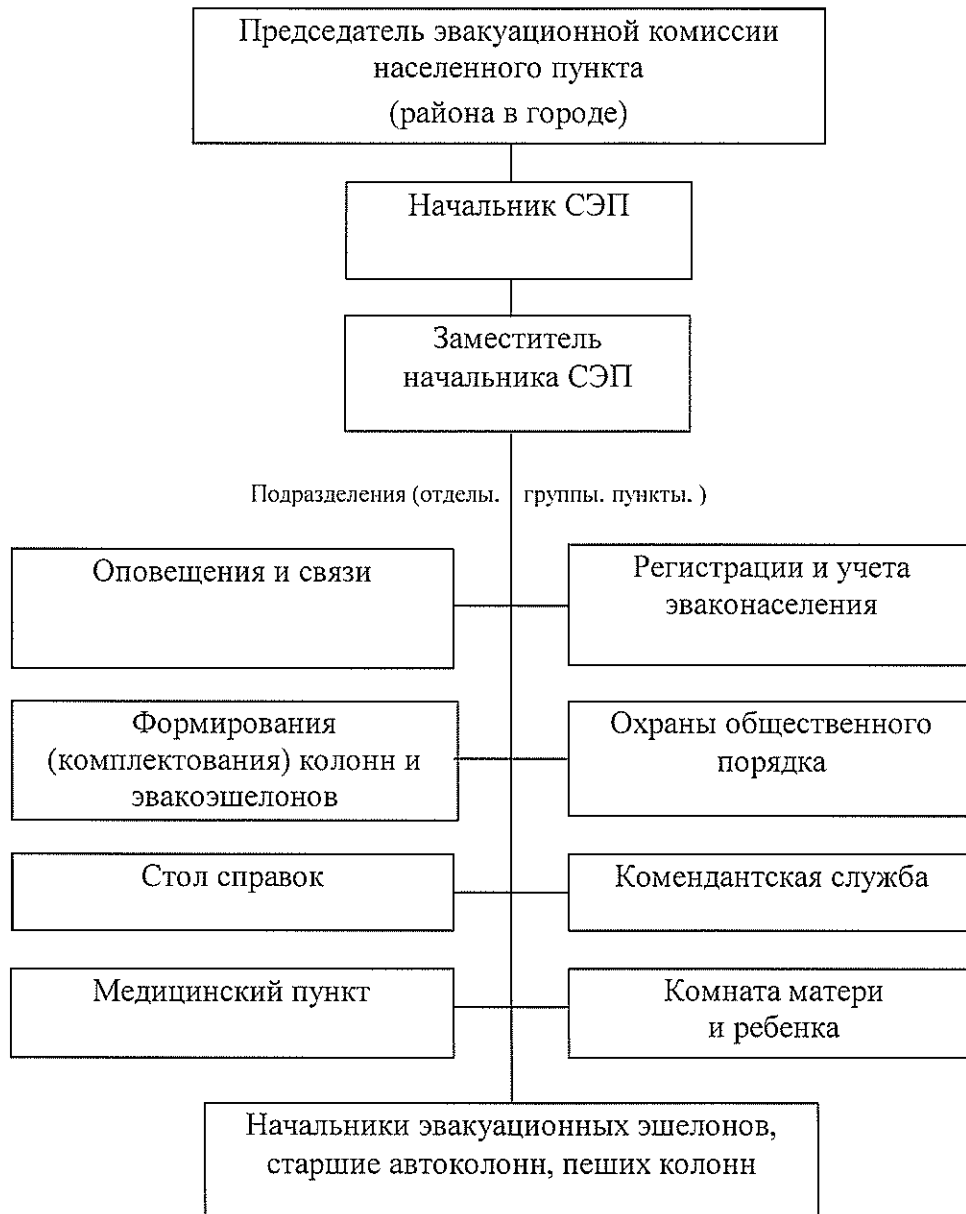 Председатель эвакуационной комиссии
населенного пункта
(района в городе)
Начальник СЭП
Заместитель
начальника СЭП
Подразделения (отделы. группы. пункты. )
Оповещения и связи
Регистрации и учета
эваконаселения
Формирования
(комплектования) колонн и
эвакоэшелонов
Охраны общественного
порядка
Стол справок
Комендантская служба
Медицинский пункт
Комната матери
и ребенка
Начальники эвакуационных эшелонов,
старшие автоколонн, пеших колонн